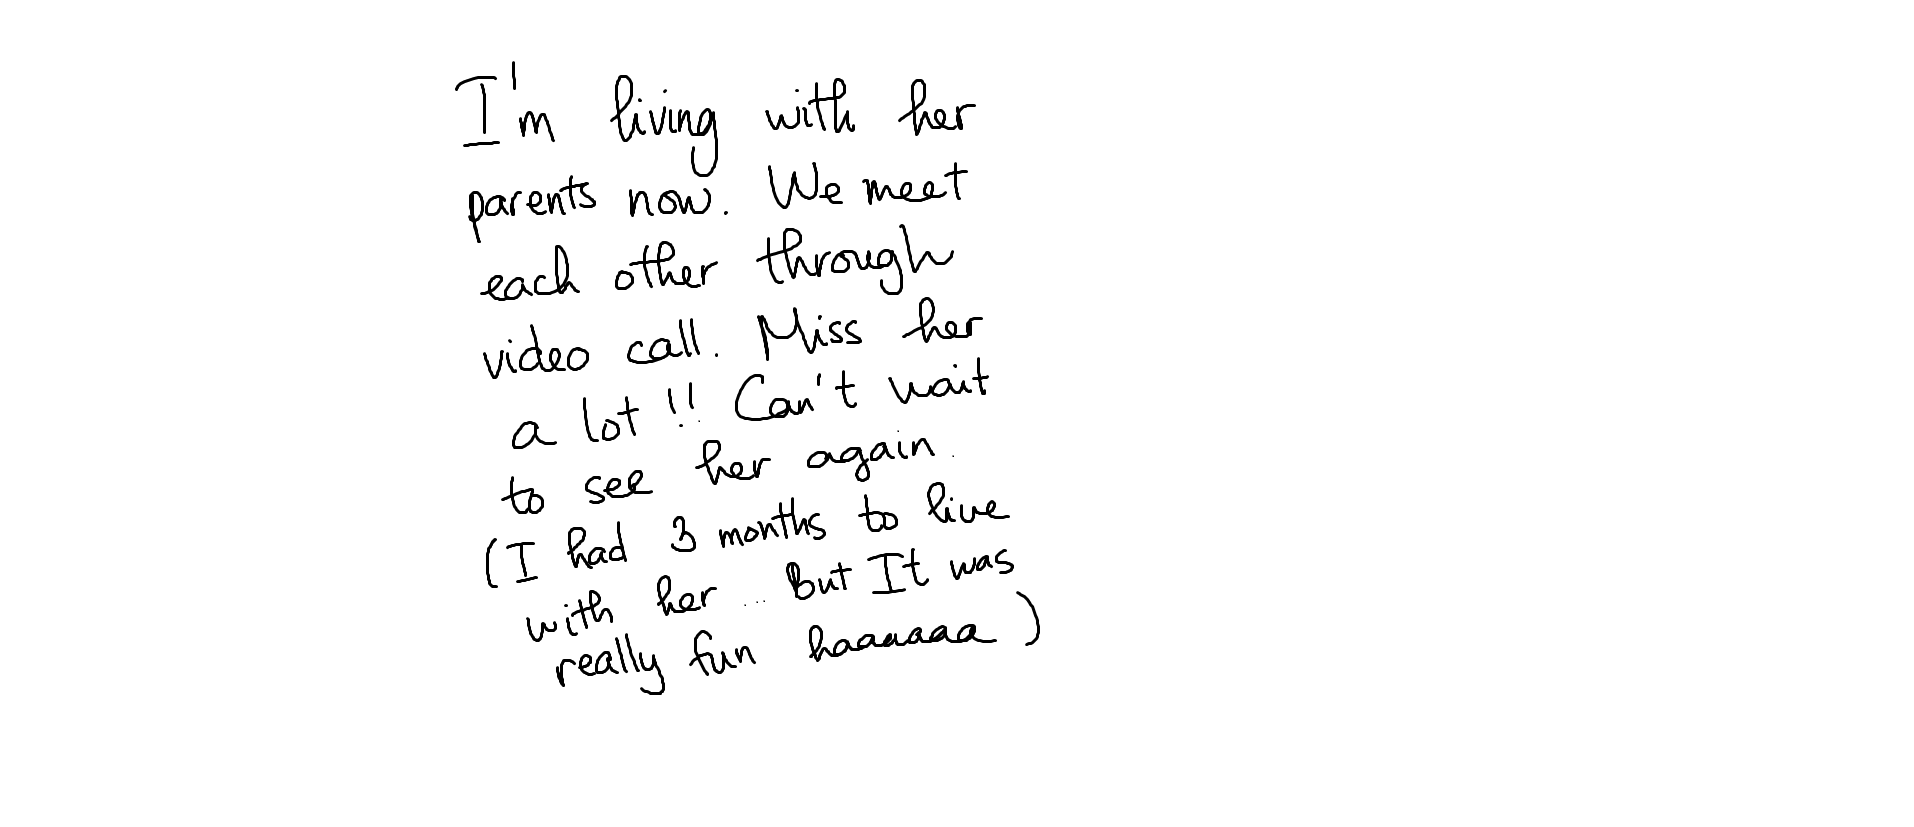 I'm living with her
parents now. We meet
each other through
video call. Miss her
a lot!! Can't wait
to see her again.
(I had 3 months to live
with her... But It was
really fun haaaaaa)